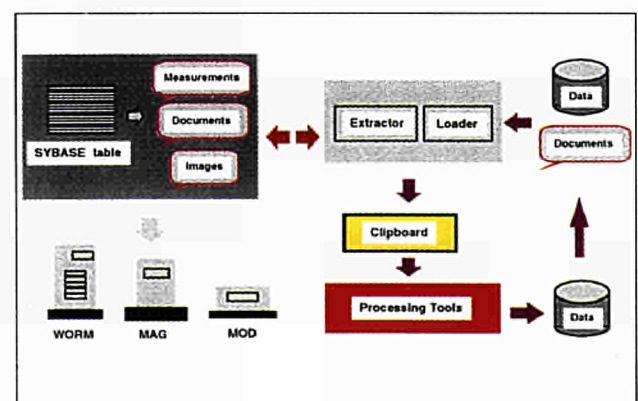 Measurements
Documents
Images
SYBASE table
WORM
MAG
MOD
Extractor
Loader
Data
Documents
Clipboard
Processing Tools
Data